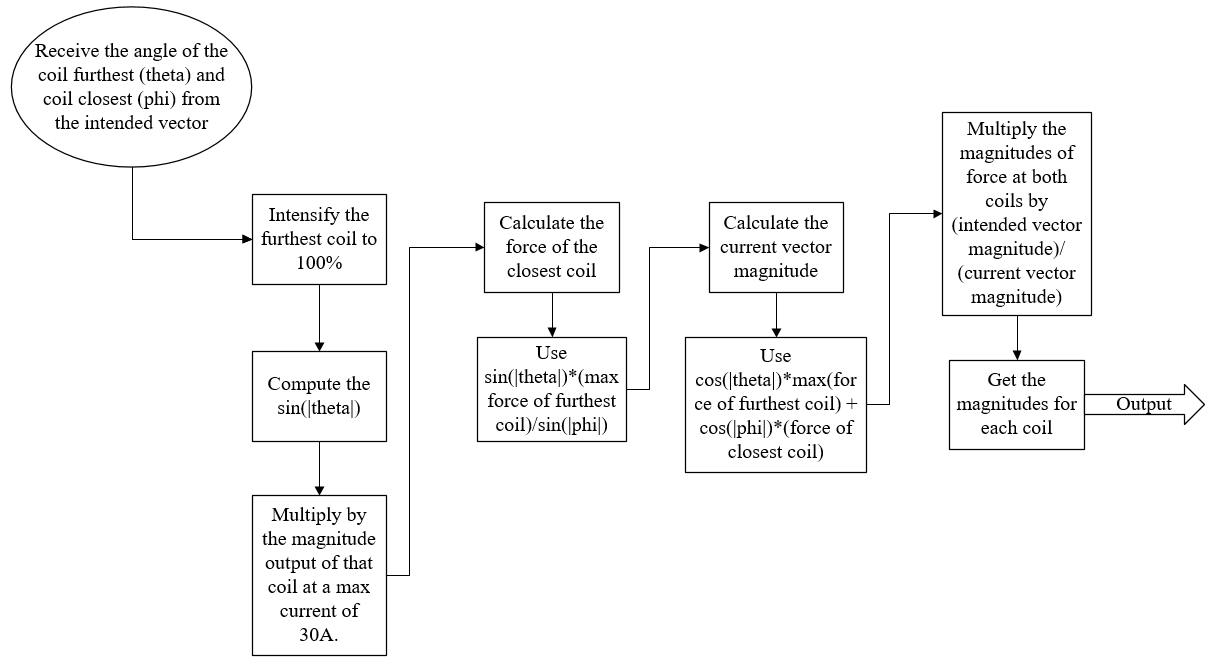 Receive the angle of the
coil furthest (theta) and
coil closest (phi) from
the intended vector
Intensify the
furthest coil to
100%
Compute the
sin(|theta|)
Multiply by
the magnitude
output of that
coil at a max
current of
30A.
Calculate the
force of the
closest coil
Use
sin(|theta|)*(max
force of furthest
coil)/sin(|phi|)
Calculate the
current vector
magnitude
Use
cos(|theta|)*max(for
ce of furthest coil) +
cos(|phi|)*(force of
closest coil)
Multiply the
magnitudes of
force at both
coils by
(intended vector
magnitude)/
(current vector
magnitude)
Get the
magnitudes for
each coil
Output